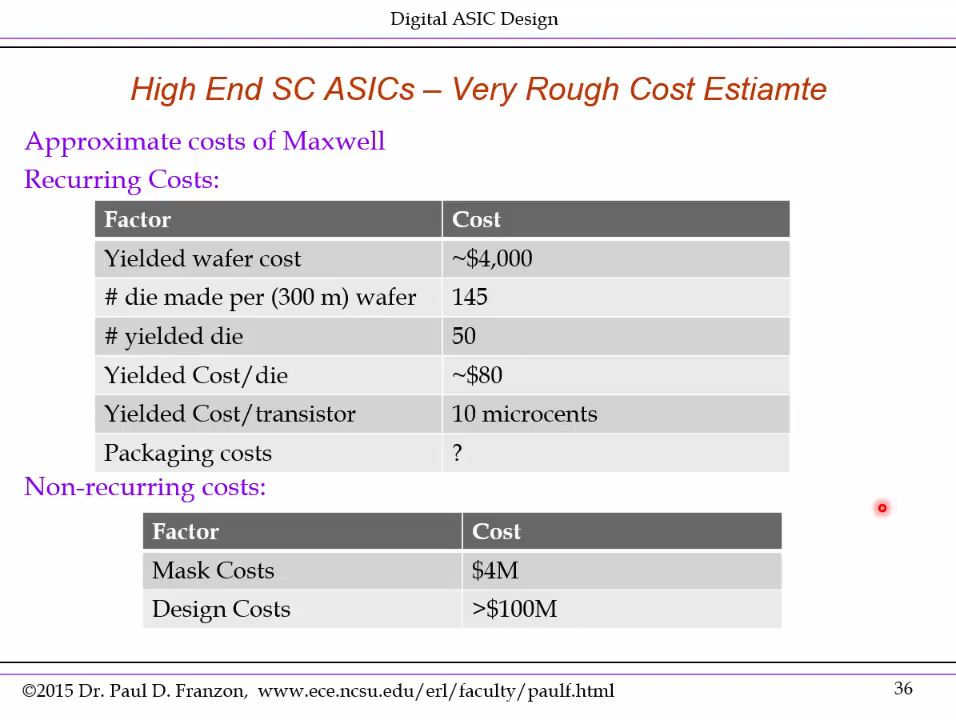 Digital ASIC Design
High End SC ASICs – Very Rough Cost Estiamte
Approximate costs of Maxwell
Recurring Costs:
Factor Cost
Yielded wafer cost ~$4,000
# die made per (300 m) wafer 145
# yielded die 50
Yielded Cost/die ~$80
Yielded Cost/transistor 10 microcents
Packaging costs ?
Non-recurring costs:
Factor Cost
Mask Costs $4M
Design Costs >$100M
©2015 Dr. Paul D. Franzon, www.ece.ncsu.edu/erl/faculty/paulf.html 36